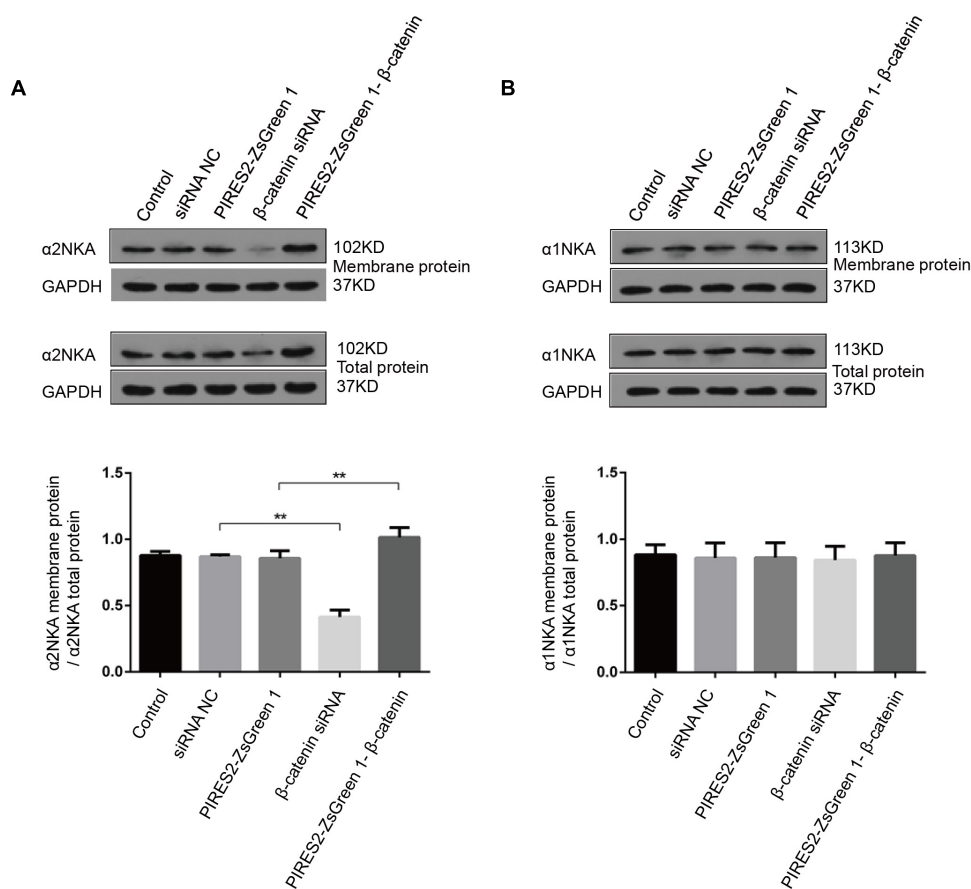 A
Control
siRNA NC
PIRES2-ZsGreen 1
β-catenin siRNA
PIRES2-ZsGreen 1- β-catenin
α2NKA
102KD
Membrane protein
GAPDH
37KD
α2NKA
102KD
Total protein
GAPDH
37KD
α2NKA membrane protein
/ α2NKA total protein
1.5
1.0
0.5
0.0
**
**
Control
siRNA NC
PIRES2-ZsGreen 1
β-catenin siRNA
PIRES2-ZsGreen 1- β-catenin
B
Control
siRNA NC
PIRES2-ZsGreen 1
β-catenin siRNA
PIRES2-ZsGreen 1- β-catenin
α1NKA
113KD
Membrane protein
GAPDH
37KD
α1NKA
113KD
Total protein
GAPDH
37KD
α1NKA membrane protein
/ α1NKA total protein
1.5
1.0
0.5
0.0
Control
siRNA NC
PIRES2-ZsGreen 1
β-catenin siRNA
PIRES2-ZsGreen 1- β-catenin